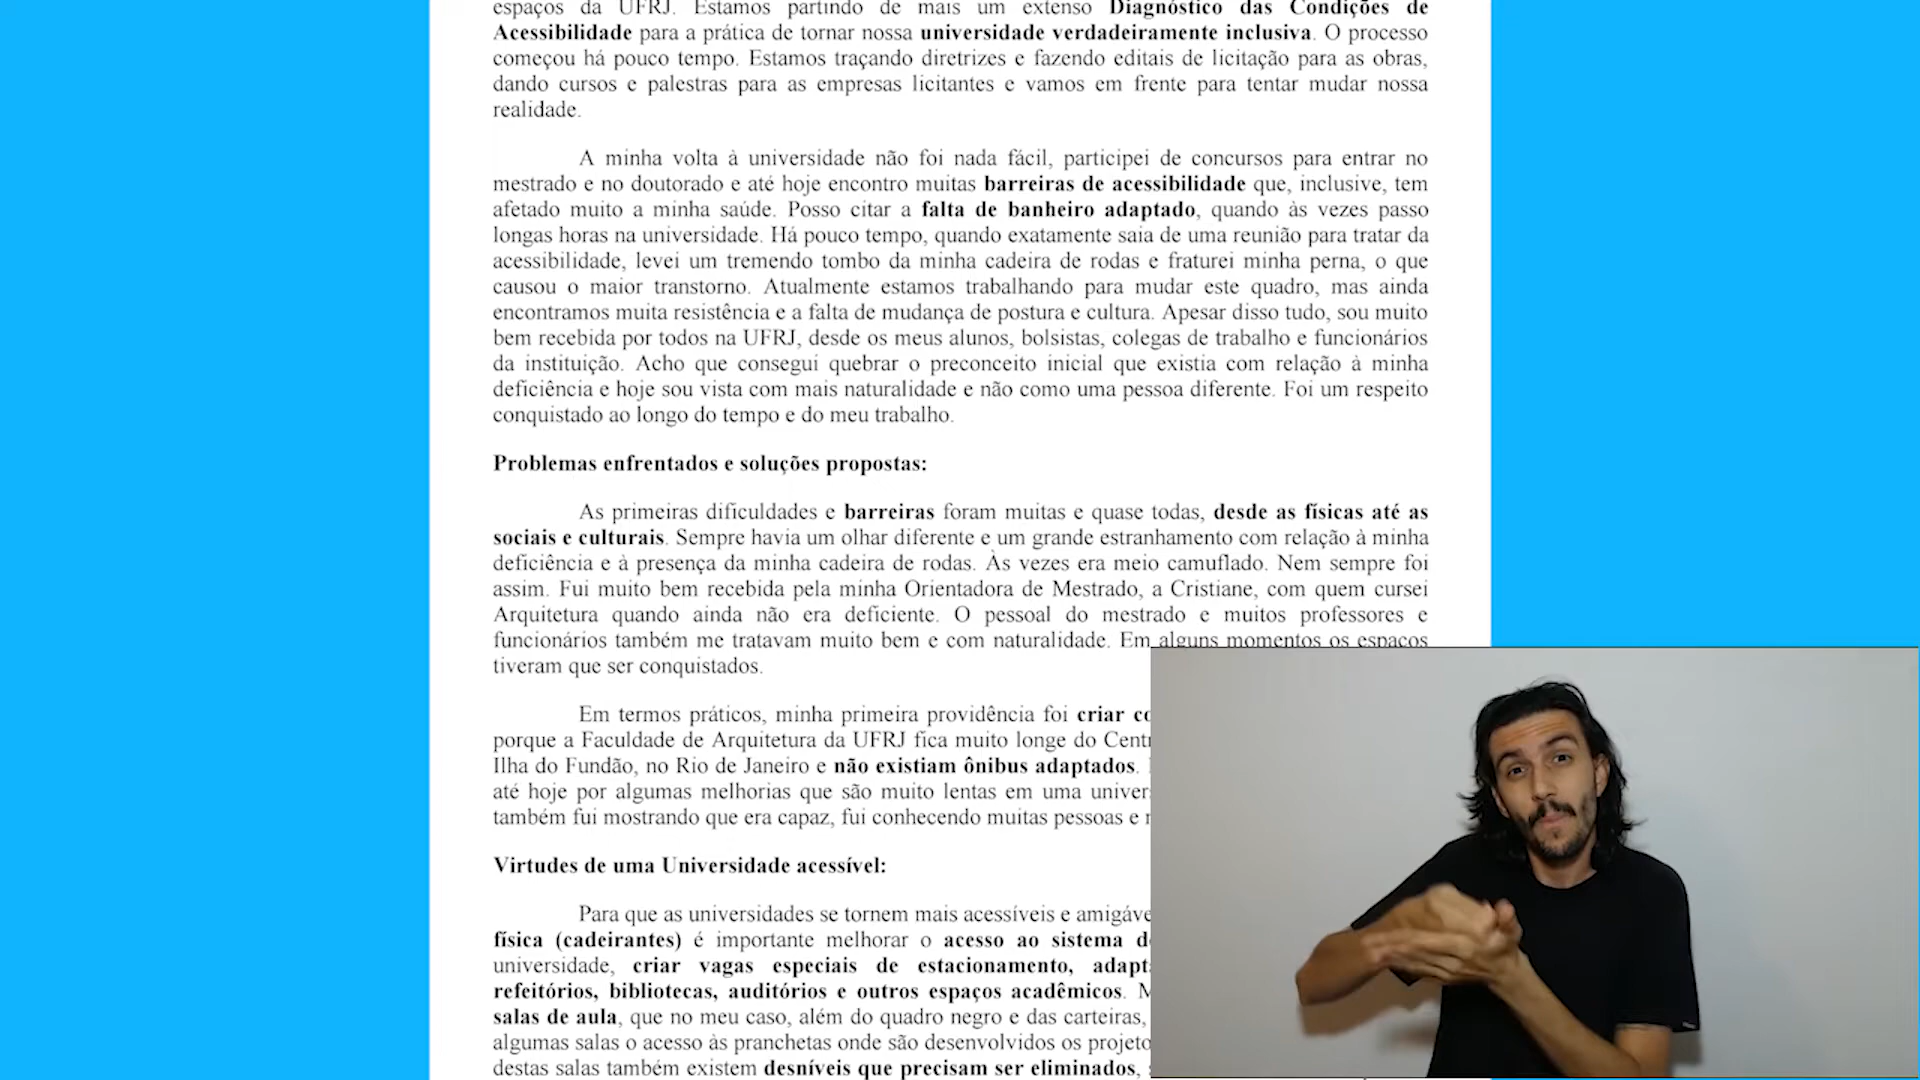 espaços da UFRJ. Estamos partindo de mais um extenso Diagnóstico das Condições de
Acessibilidade para a prática de tornar nossa universidade verdadeiramente inclusiva. O processo
começou há pouco tempo. Estamos traçando diretrizes e fazendo editais de licitação para as obras,
dando cursos e palestras para as empresas licitantes e vamos em frente para tentar mudar nossa
realidade.
A minha volta à universidade não foi nada fácil, participei de concursos para entrar no
mestrado e no doutorado e até hoje encontro muitas barreiras de acessibilidade que, inclusive, tem
afetado muito a minha saúde. Posso citar a falta de banheiro adaptado, quando às vezes passo
longas horas na universidade. Há pouco tempo, quando exatamente saia de uma reunião para tratar da
acessibilidade, levei um tremendo tombo da minha cadeira de rodas e fraturei minha perna, o que
causou o maior transtorno. Atualmente estamos trabalhando para mudar este quadro, mas ainda
encontramos muita resistência e a falta de mudança de postura e cultura. Apesar disso tudo, sou muito
bem recebida por todos na UFRJ, desde os meus alunos, bolsistas, colegas de trabalho e funcionários
da instituição. Acho que consegui quebrar o preconceito inicial que existia com relação à minha
deficiência e hoje sou vista com mais naturalidade e não como uma pessoa diferente. Foi um respeito
conquistado ao longo do tempo e do meu trabalho.
Problemas enfrentados e soluções propostas:
As primeiras dificuldades e barreiras foram muitas e quase todas, desde as físicas até as
sociais e culturais. Sempre havia um olhar diferente e um grande estranhamento com relação à minha
deficiência e à presença da minha cadeira de rodas. Às vezes era meio camuflado. Nem sempre foi
assim. Fui muito bem recebida pela minha Orientadora de Mestrado, a Cristiane, com quem cursei
Arquitetura quando ainda não era deficiente. O pessoal do mestrado e muitos professores e
funcionários também me tratavam muito bem e com naturalidade. Em alguns momentos os espaços
tiveram que ser conquistados.
Em termos práticos, minha primeira providência foi criar
porque a Faculdade de Arquitetura da UFRJ fica muito longe do
Ilha do Fundão, no Rio de Janeiro e não existiam ônibus adaptados.
até hoje por algumas melhorias que são muito lentas em uma
também fui mostrando que era capaz, fui conhecendo muitas pessoas e
Virtudes de uma Universidade acessível:
Para que as universidades se tornem mais acessíveis e
física (cadeirantes) é importante melhorar o acesso ao sistema
universidade, criar vagas especiais de estacionamento,
refeitórios, bibliotecas, auditórios e outros espaços acadêmicos.
salas de aula, que no meu caso, além do quadro negro e das carteiras,
algumas salas o acesso às pranchetas onde são desenvolvidos os
destas salas também existem desníveis que precisam ser eliminados,